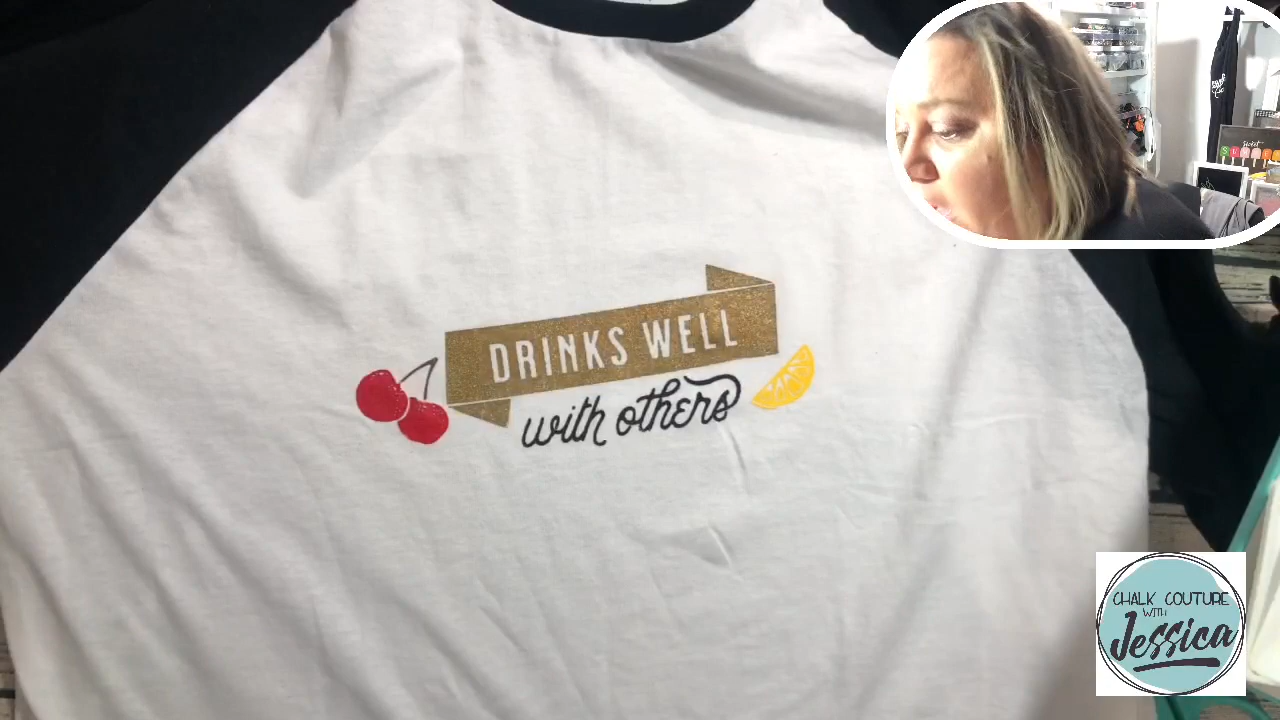 DRINKS WELL
with others
CHALK COUTURE
WITH
Jessica